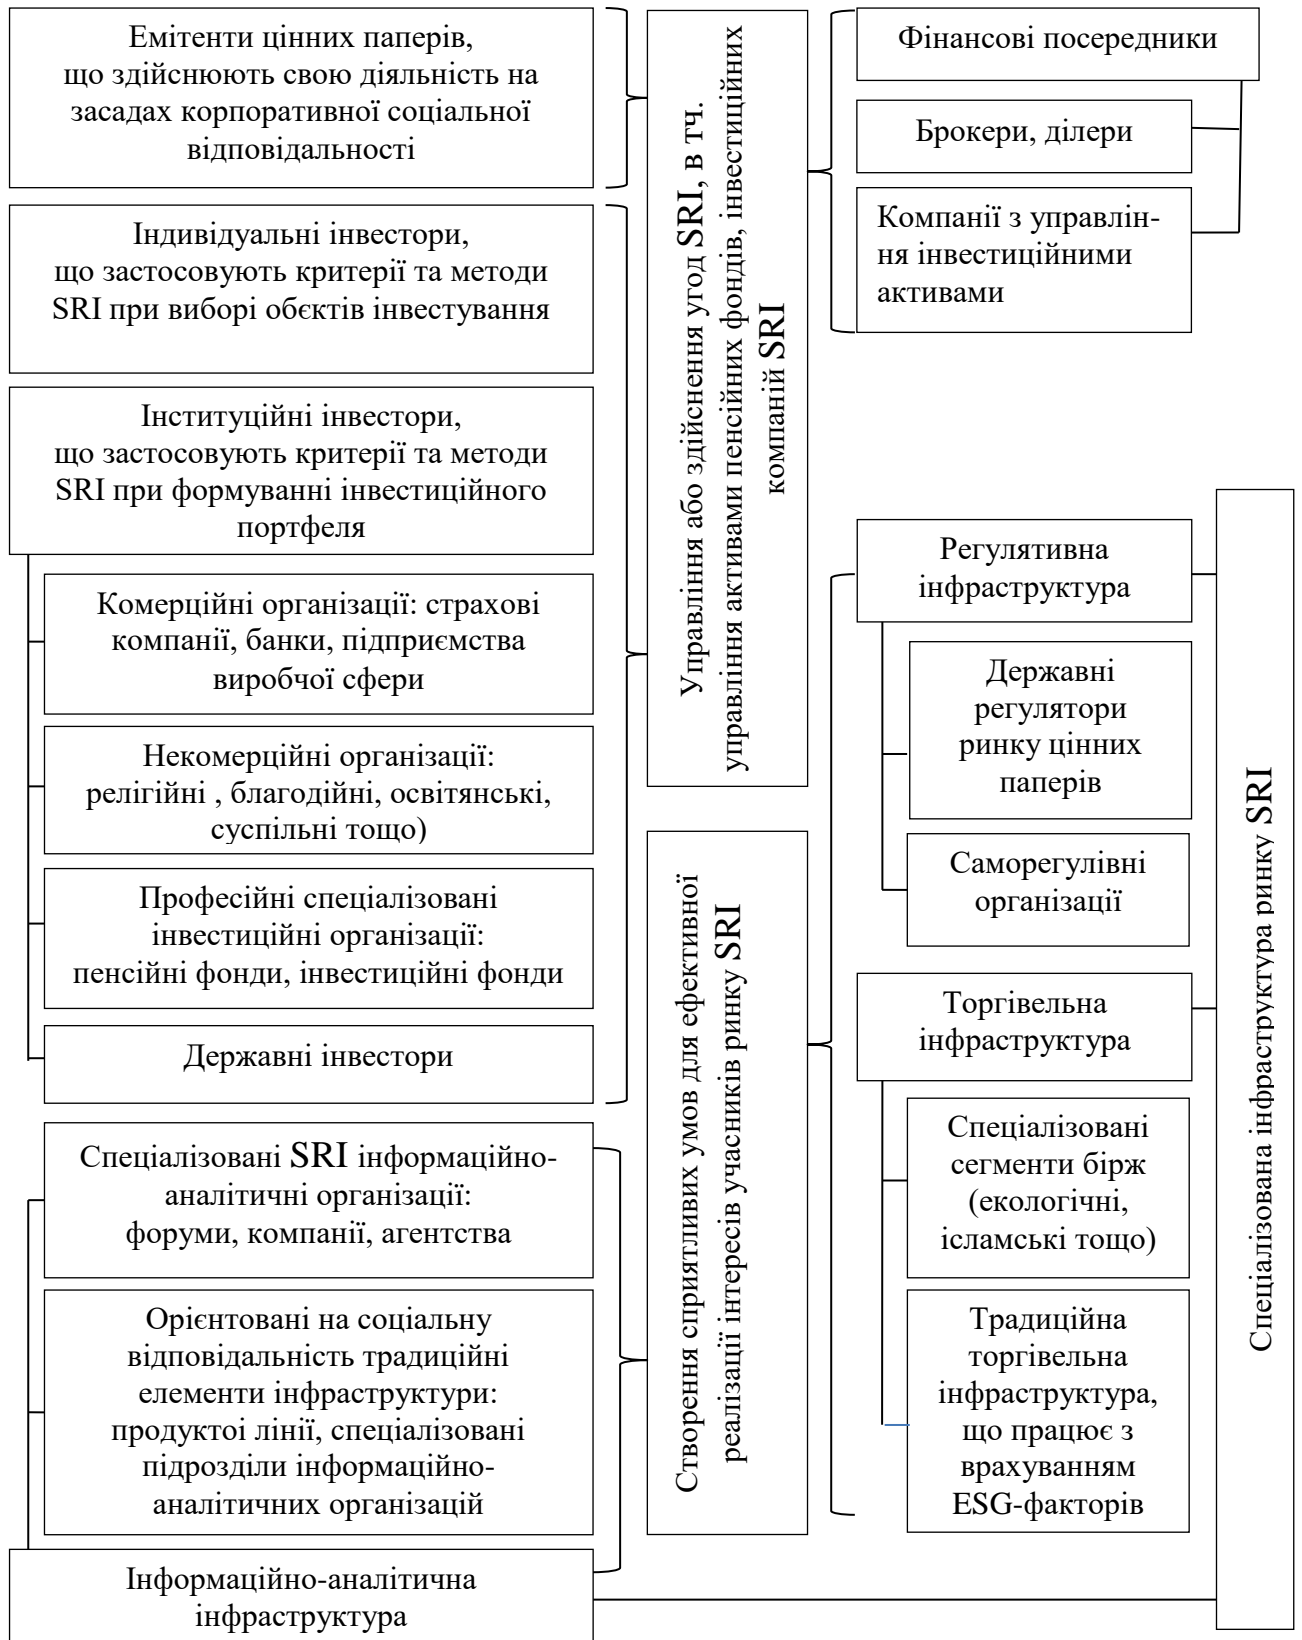 Емітенти цінних паперів,
що здійснюють свою діяльність на
засадах корпоративної соціальної
відповідальності
Індивідуальні інвестори,
що застосовують критерії та методи
SRI при виборі обєктів інвестування
Інституційні інвестори,
що застосовують критерії та методи
SRI при формуванні інвестиційного
портфеля
Комерційні організації: страхові
компанії, банки, підприємства
виробчої сфери
Некомерційні організації:
релігійні , благодійні, освітянські,
суспільні тощо)
Професійні спеціалізовані
інвестиційні організації:
пенсійні фонди, інвестиційні фонди
Державні інвестори
Спеціалізовані SRI інформаційно-
аналітичні організації:
форуми, компанії, агентства
Орієнтовані на соціальну
відповідальність традиційні
елементи інфраструктури:
продуктоі лінії, спеціалізовані
підрозділи інформаційно-
аналітичних організацій
Інформаційно-аналітична
інфраструктура
Управління або здійснення угод SRI, в тч.
управління активами пенсійних фондів, інвестиційних
компаній SRI
Створення сприятливих умов для ефективної
реалізації інтересів учасників ринку SRI
Фінансові посередники
Брокери, ділери
Компанії з управлін-
ня інвестиційними
активами
Регулятивна
інфраструктура
Державні
регулятори
ринку цінних
паперів
Саморегулівні
організації
Торгівельна
інфраструктура
Спеціалізовані
сегменти бірж
(екологічні,
ісламські тощо)
Традиційна
торгівельна
інфраструктура,
що працює з
врахуванням
ESG-факторів
Спеціалізована інфраструктура ринку SRI